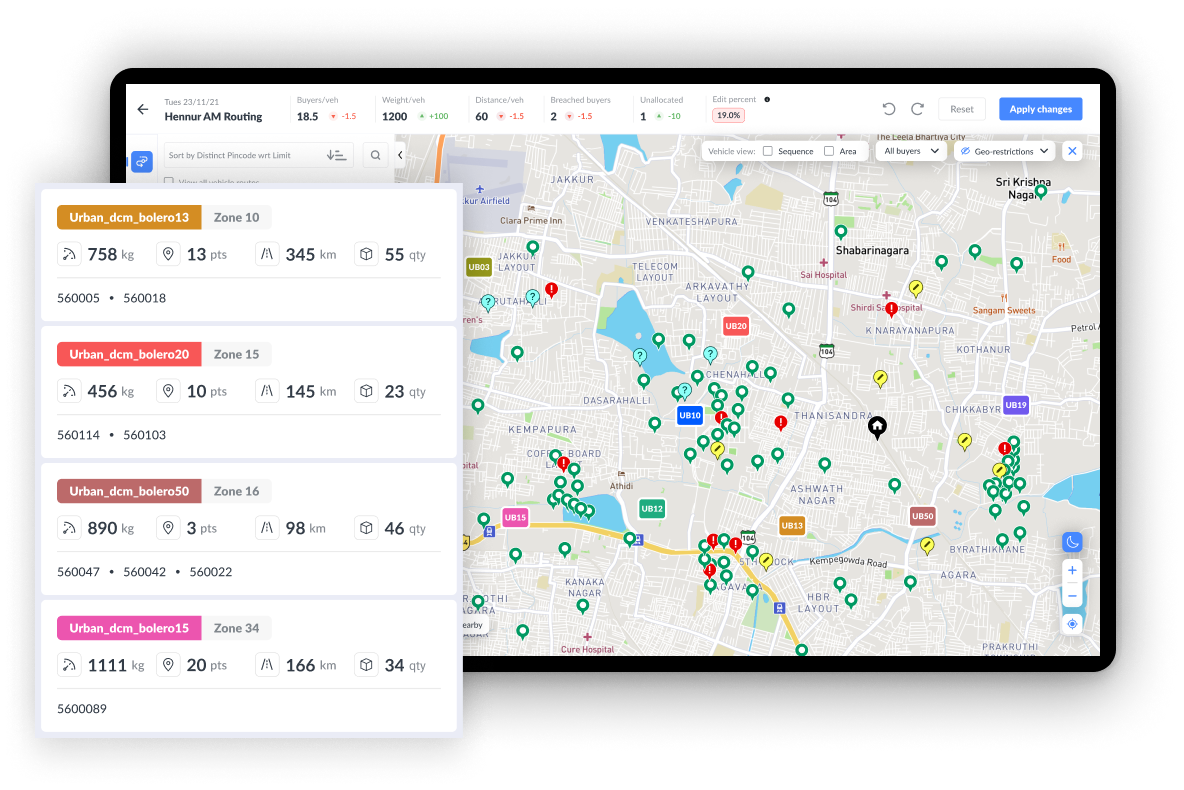 Tues 23/11/21
Hennur AM Routing
Buyers/veh
18.5 -1.5
Weight/veh
1200 +100
Distance/veh
60 -1.5
Breached buyers
2 -1.5
Unallocated
1 -10
Edit percent
19.0%
Reset
Apply changes
Sort by Distinct Pincode wrt Limit
View all vehicle routes
Vehicle view: Sequence Area
All buyers
Geo-restrictions
Urban_dcm_bolero13 Zone 10
758 kg 13 pts 345 km 55 qty
560005 • 560018
Urban_dcm_bolero20 Zone 15
456 kg 10 pts 145 km 23 qty
560114 • 560103
Urban_dcm_bolero50 Zone 16
890 kg 3 pts 98 km 46 qty
560047 • 560042 • 560022
Urban_dcm_bolero15 Zone 34
1111 kg 20 pts 166 km 34 qty
5600089
The Leela Bhartiya City
JAKKUR
kur Airfield
Clara Prime Inn
VENKATESHAPURA
104
Sri Krishna
Nagar
Shabarinagara
Food
JAKKUR
LAYOUT
UB03
TELECOM
LAYOUT
ARKAVATHY
LAYOUT
Sai Hospital
Shirdi Sai Hospital
Sangam Sweets
ren's
UB20
K NARAYANAPURA
Petrol
104
KOTHANUR
DASARAHALLI
UB10
THANISANDRA
CHIKKABYR
UB19
KEMPAPURA
COFFEE BOARD
LAYOUT
pital
Athidi
ASHWATH
NAGAR
UB15
UB12
UB13
UB50
104
4
5TH BLOCK
Kempegowda Road
BYRATHIKHANE
AGARA
KANAKA
NAGAR
NAGAVARA
HBR
LAYOUT
earby
Cure Hospital
PRAKRUTHI